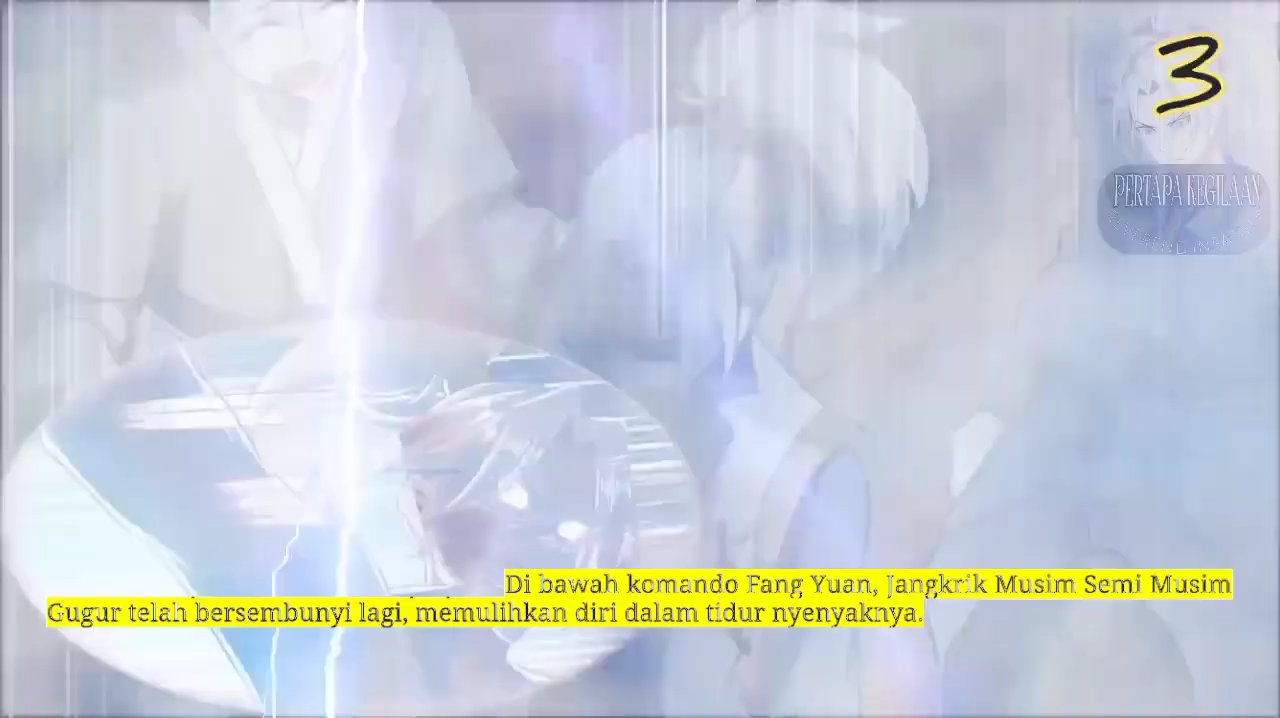 3
PERTAPA KEGILAAN
Di bawah komando Fang Yuan, Jangkrik Musim Semi Musim
Gugur telah bersembunyi lagi, memulihkan diri dalam tidur nyenyaknya.